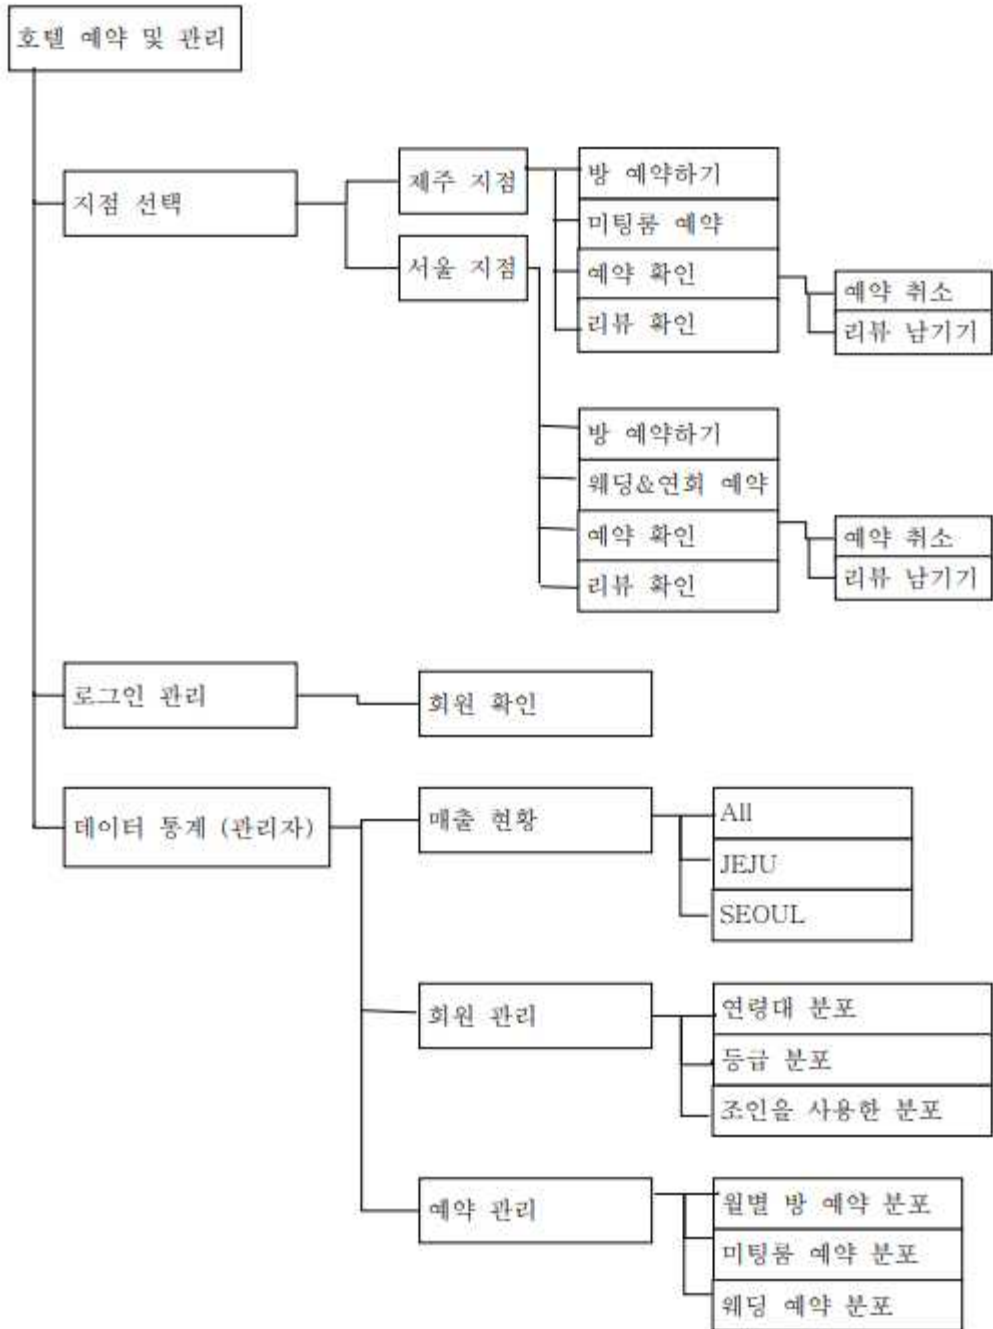 호텔 예약 및 관리
지점 선택
제주 지점
방 예약하기
미팅룸 예약
예약 확인
리뷰 확인
예약 취소
리뷰 남기기
서울 지점
방 예약하기
웨딩&연회 예약
예약 확인
리뷰 확인
예약 취소
리뷰 남기기
로그인 관리
회원 확인
데이터 통계 (관리자)
매출 현황
All
JEJU
SEOUL
회원 관리
연령대 분포
등급 분포
조인을 사용한 분포
예약 관리
월별 방 예약 분포
미팅룸 예약 분포
웨딩 예약 분포